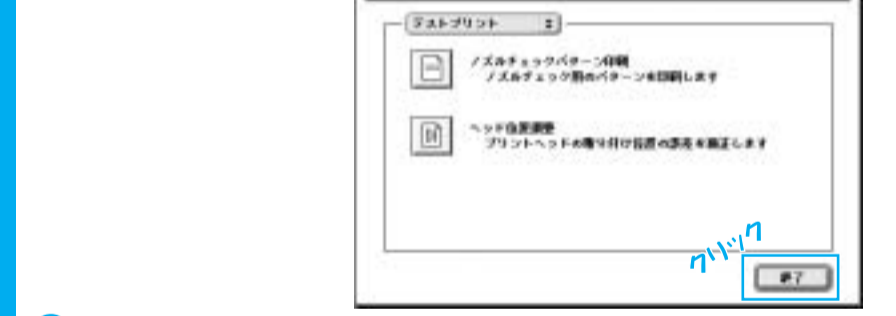 テストプリント
ノズルチェックパターン印刷
ノズルチェック用のパターンを印刷します
ヘッド位置調整
プリントヘッドの取り付け位置の誤差を補正します
クリック
終了